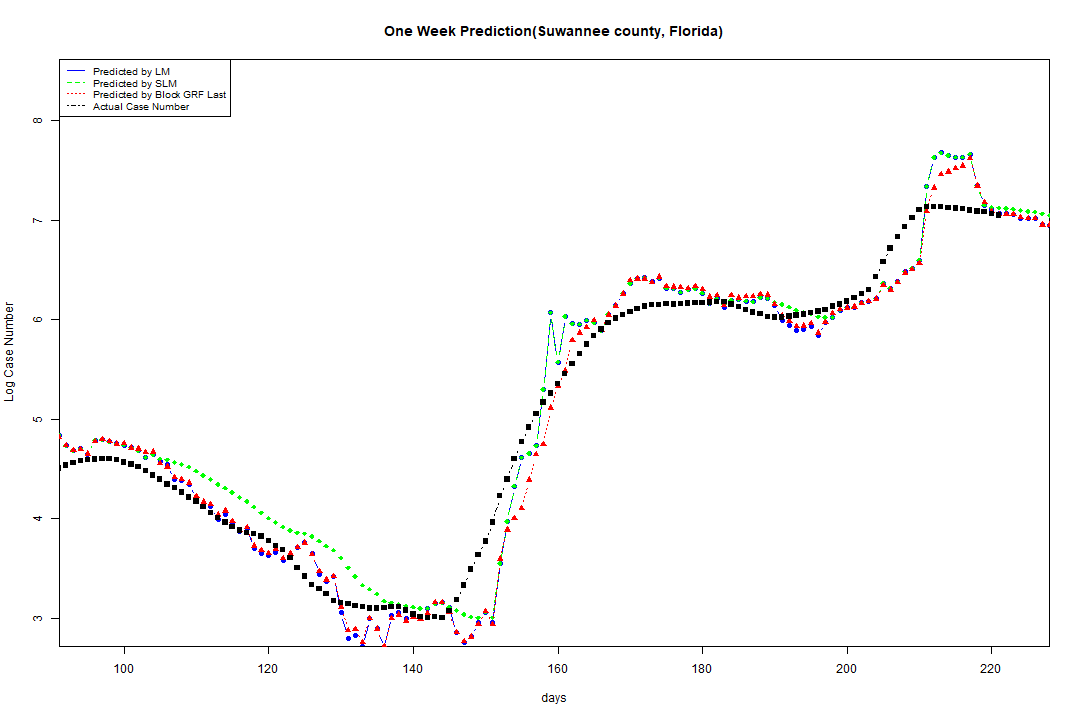 One Week Prediction(Suwannee county, Florida)
Predicted by LM
Predicted by SLM
Predicted by Block GRF Last
Actual Case Number
Log Case Number
8
7
6
5
4
3
100 120 140 160 180 200 220
days